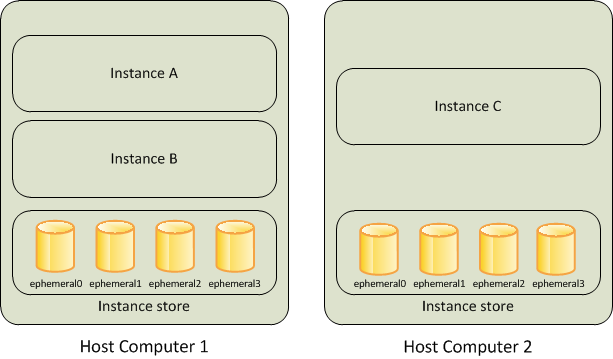 Instance A
Instance B
ephemeral0 ephemeral1 ephemeral2 ephemeral3
Instance store
Host Computer 1
Instance C
ephemeral0 ephemeral1 ephemeral2 ephemeral3
Instance store
Host Computer 2